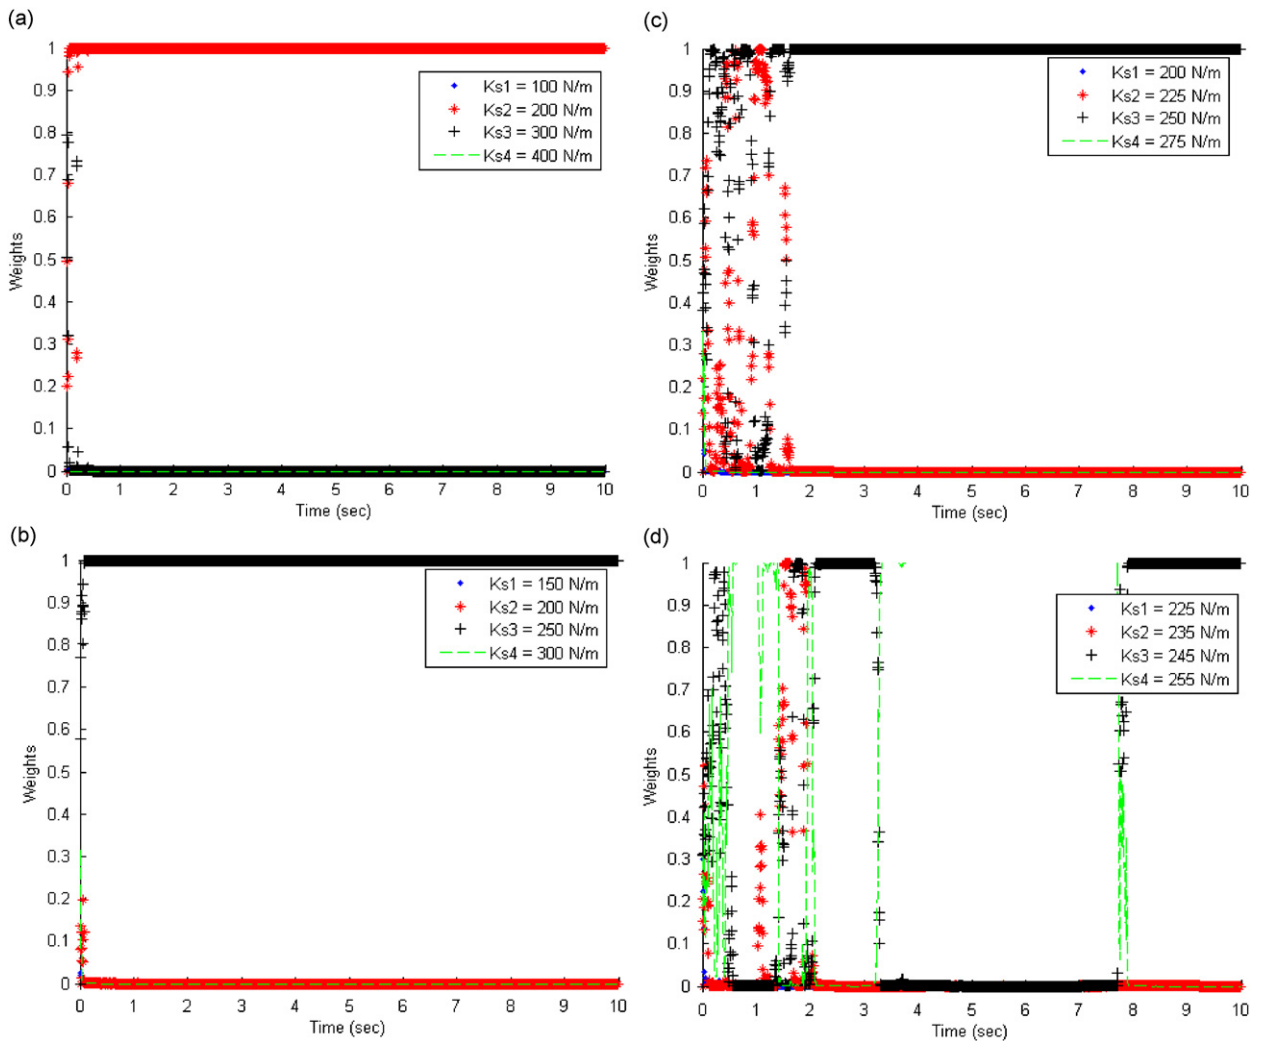 (a)
1
0.9
0.8
0.7
0.6
0.5
0.4
0.3
0.2
0.1
0
Weights
0 1 2 3 4 5 6 7 8 9 10
Time (sec)
Ks1 = 100 N/m
Ks2 = 200 N/m
Ks3 = 300 N/m
Ks4 = 400 N/m
(c)
1
0.9
0.8
0.7
0.6
0.5
0.4
0.3
0.2
0.1
0
Weights
0 1 2 3 4 5 6 7 8 9 10
Time (sec)
Ks1 = 200 N/m
Ks2 = 225 N/m
Ks3 = 250 N/m
Ks4 = 275 N/m
(b)
1
0.9
0.8
0.7
0.6
0.5
0.4
0.3
0.2
0.1
0
Weights
0 1 2 3 4 5 6 7 8 9 10
Time (sec)
Ks1 = 150 N/m
Ks2 = 200 N/m
Ks3 = 250 N/m
Ks4 = 300 N/m
(d)
1
0.9
0.8
0.7
0.6
0.5
0.4
0.3
0.2
0.1
0
Weights
0 1 2 3 4 5 6 7 8 9 10
Time (sec)
Ks1 = 225 N/m
Ks2 = 235 N/m
Ks3 = 245 N/m
Ks4 = 255 N/m